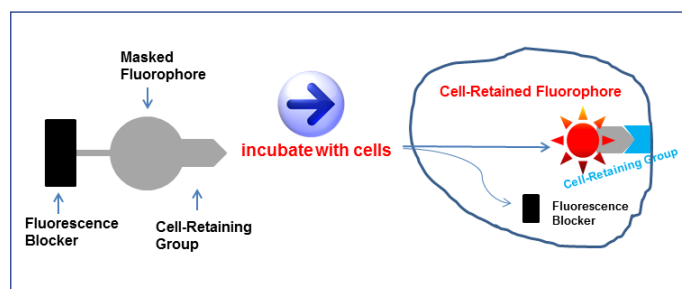 Masked
Fluorophore
Fluorescence
Blocker
Cell-Retaining
Group
incubate with cells
Cell-Retained Fluorophore
Cell-Retaining Group
Fluorescence
Blocker